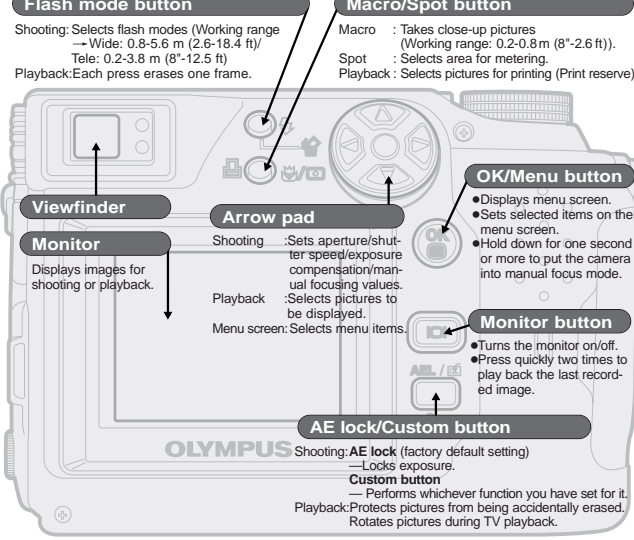 Flash mode button
Shooting: Selects flash modes (Working range
→Wide: 0.8-5.6 m (2.6-18.4 ft)/
Tele: 0.2-3.8 m (8"-12.5 ft)
Playback:Each press erases one frame.
Macro/Spot button
Macro : Takes close-up pictures
(Working range: 0.2-0.8m (8"-2.6 ft)).
Spot : Selects area for metering.
Playback : Selects pictures for printing (Print reserve)
Viewfinder
Monitor
Displays images for
shooting or playback.
Arrow pad
Shooting :Sets aperture/shut-
ter speed/exposure
compensation/man-
ual focusing values.
Playback :Selects pictures to
be displayed.
Menu screen: Selects menu items.
OK
OK/Menu button
●Displays menu screen.
●Sets selected items on the
menu screen.
●Hold down for one second
or more to put the camera
into manual focus mode.
Monitor button
●Turns the monitor on/off.
●Press quickly two times to
play back the last record-
ed image.
AEL /
AE lock/Custom button
Shooting:AE lock (factory default setting)
—Locks exposure.
Custom button
— Performs whichever function you have set for it.
Playback:Protects pictures from being accidentally erased.
Rotates pictures during TV playback.
OLYMPUS